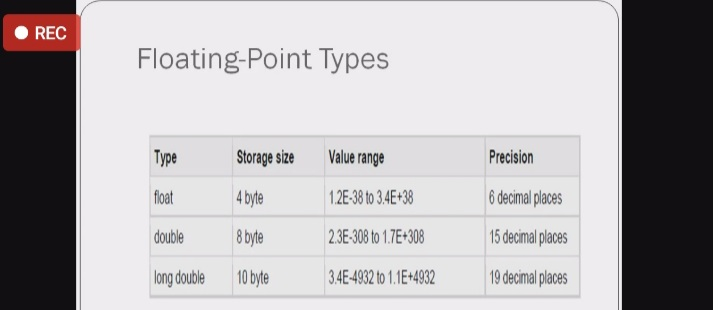 REC
Floating-Point Types
Type Storage size Value range Precision
float 4 byte 1.2E-38 to 3.4E+38 6 decimal places
double 8 byte 2.3E-308 to 1.7E+308 15 decimal places
long double 10 byte 3.4E-4932 to 1.1E+4932 19 decimal places